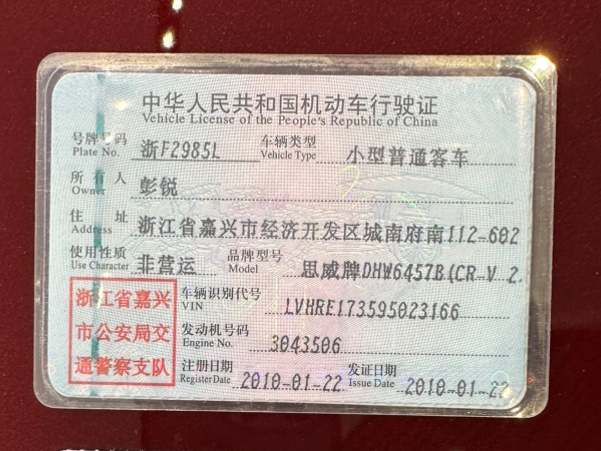 中华人民共和国机动车行驶证
Vehicle License of the People's Republic of China
号牌号码 浙F2985L 车辆类型 小型普通客车
Plate No. Vehicle Type
所有人 彭锐
Owner
住址 浙江省嘉兴市经济开发区城南府南112-602
Address
使用性质 非营运 品牌型号 思威牌DHW6457B(CR-V 2.
Use Character Model
浙江省嘉兴
市公安局交
通警察支队
车辆识别代号 LVHRE173595023166
VIN
发动机号码 3043506
Engine No.
注册日期 2010-01-22 发证日期 2010-01-22
Register Date Issue Date